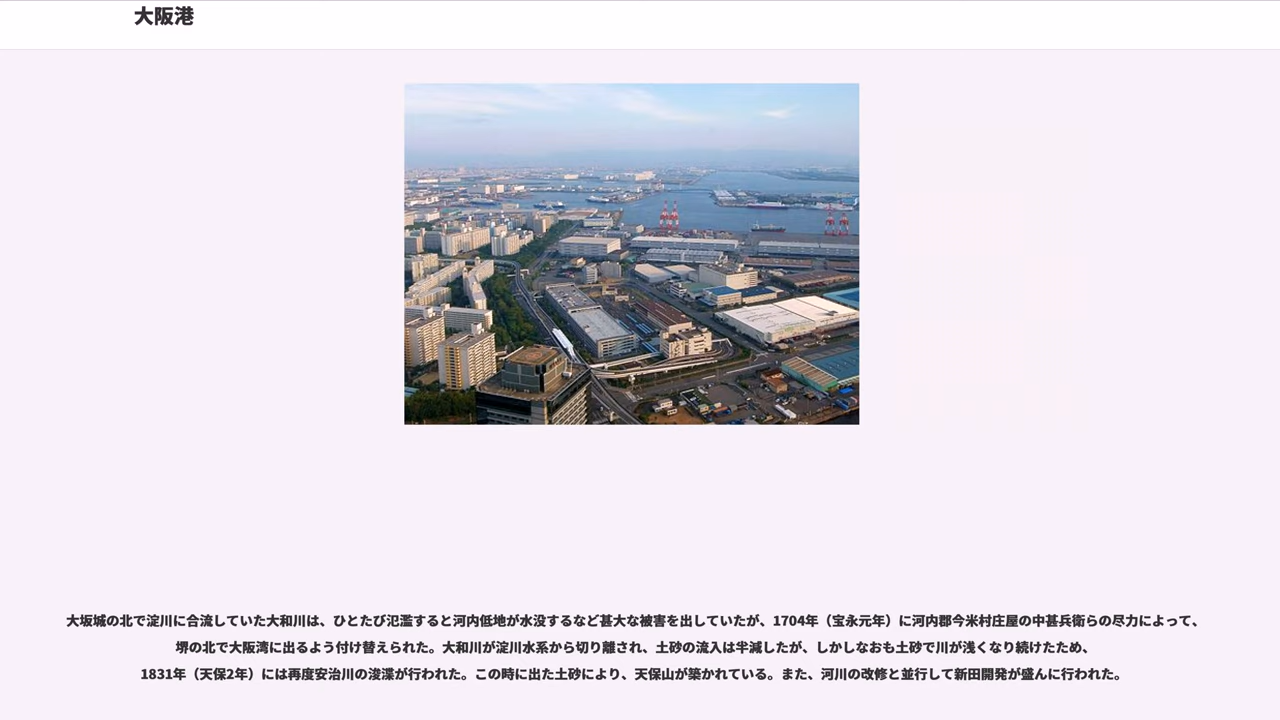 大阪港
大坂城の北で淀川に合流していた大和川は、ひとたび氾濫すると河内低地が水没するなど甚大な被害を出していたが、1704年（宝永元年）に河内郡今米村庄屋の中甚兵衛らの尽力によって、
堺の北で大阪湾に出るよう付け替えられた。大和川が淀川水系から切り離され、土砂の流入は半減したが、しかしなおも土砂で川が浅くなり続けたため、
1831年（天保2年）には再度安治川の浚渫が行われた。この時に出た土砂により、天保山が築かれている。また、河川の改修と並行して新田開発が盛んに行われた。